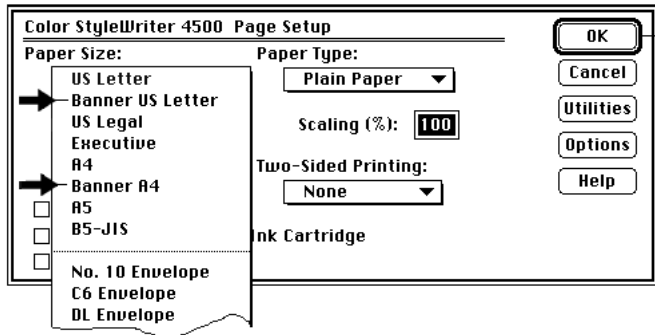 Color StyleWriter 4500 Page Setup
Paper Size:
US Letter
Banner US Letter
US Legal
Executive
A4
Banner A4
A5
B5-JIS
No. 10 Envelope
C6 Envelope
DL Envelope
Paper Type:
Plain Paper
Scaling (%): 100
Two-Sided Printing:
None
Ink Cartridge
OK
Cancel
Utilities
Options
Help